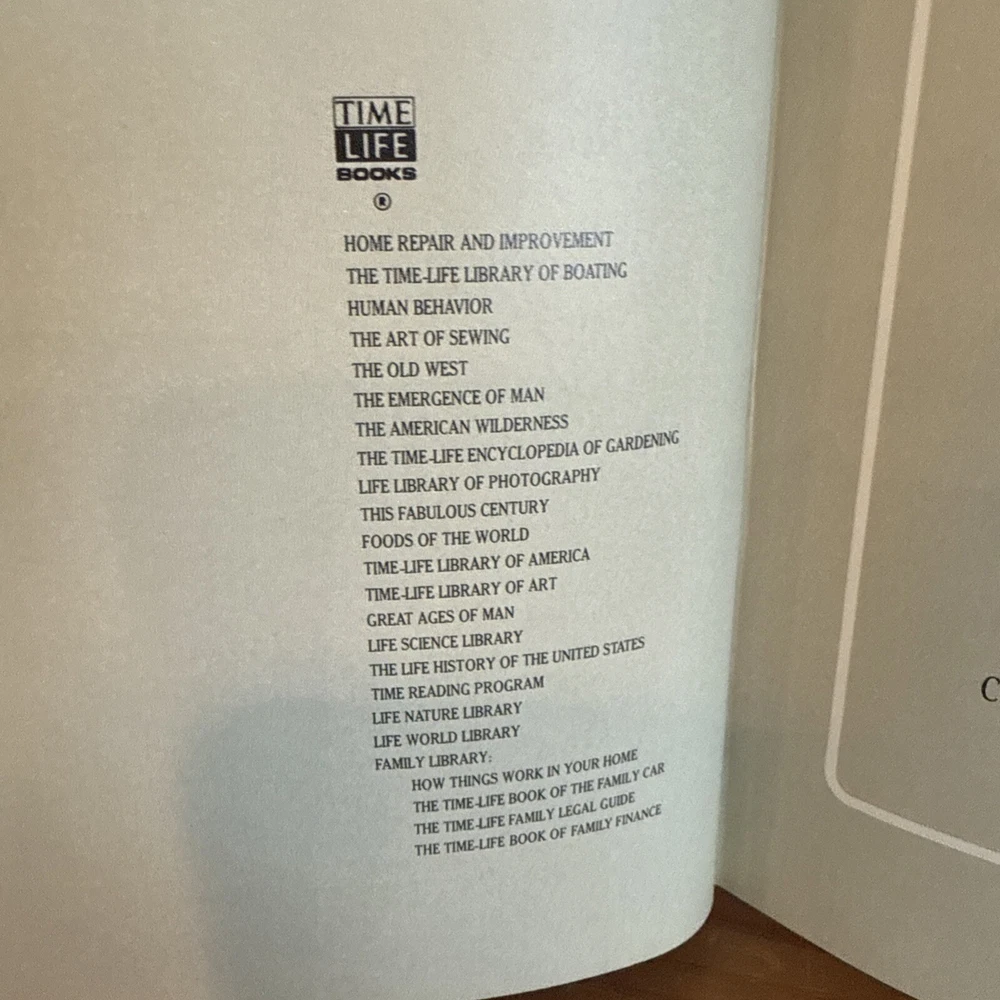 TIME
LIFE
BOOKS
®
HOME REPAIR AND IMPROVEMENT
THE TIME-LIFE LIBRARY OF BOATING
HUMAN BEHAVIOR
THE ART OF SEWING
THE OLD WEST
THE EMERGENCE OF MAN
THE AMERICAN WILDERNESS
THE TIME-LIFE ENCYCLOPEDIA OF GARDENING
LIFE LIBRARY OF PHOTOGRAPHY
THIS FABULOUS CENTURY
FOODS OF THE WORLD
TIME-LIFE LIBRARY OF AMERICA
TIME-LIFE LIBRARY OF ART
GREAT AGES OF MAN
LIFE SCIENCE LIBRARY
THE LIFE HISTORY OF THE UNITED STATES
TIME READING PROGRAM
LIFE NATURE LIBRARY
LIFE WORLD LIBRARY
FAMILY LIBRARY:
HOW THINGS WORK IN YOUR HOME
THE TIME-LIFE BOOK OF THE FAMILY CAR
THE TIME-LIFE FAMILY LEGAL GUIDE
THE TIME-LIFE BOOK OF FAMILY FINANCE